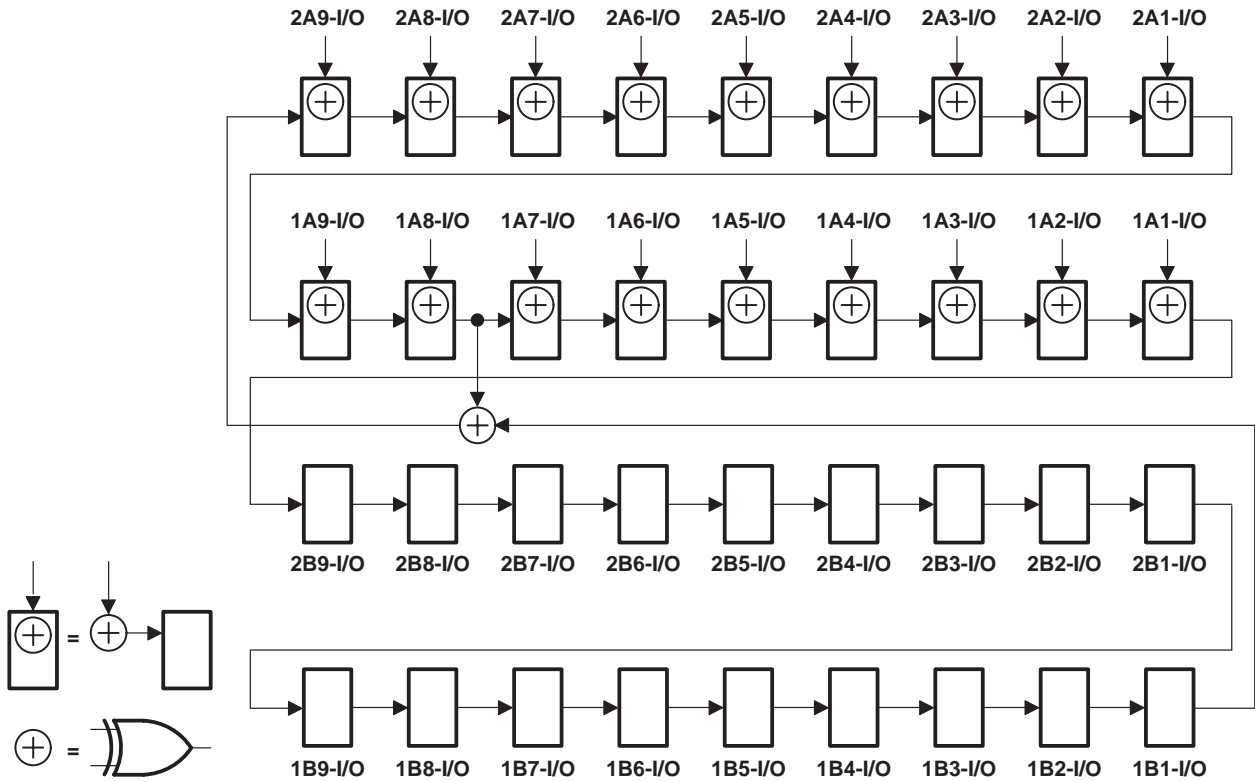 2A9-I/O 2A8-I/O 2A7-I/O 2A6-I/O 2A5-I/O 2A4-I/O 2A3-I/O 2A2-I/O 2A1-I/O
1A9-I/O 1A8-I/O 1A7-I/O 1A6-I/O 1A5-I/O 1A4-I/O 1A3-I/O 1A2-I/O 1A1-I/O
2B9-I/O 2B8-I/O 2B7-I/O 2B6-I/O 2B5-I/O 2B4-I/O 2B3-I/O 2B2-I/O 2B1-I/O
=
=
1B9-I/O 1B8-I/O 1B7-I/O 1B6-I/O 1B5-I/O 1B4-I/O 1B3-I/O 1B2-I/O 1B1-I/O